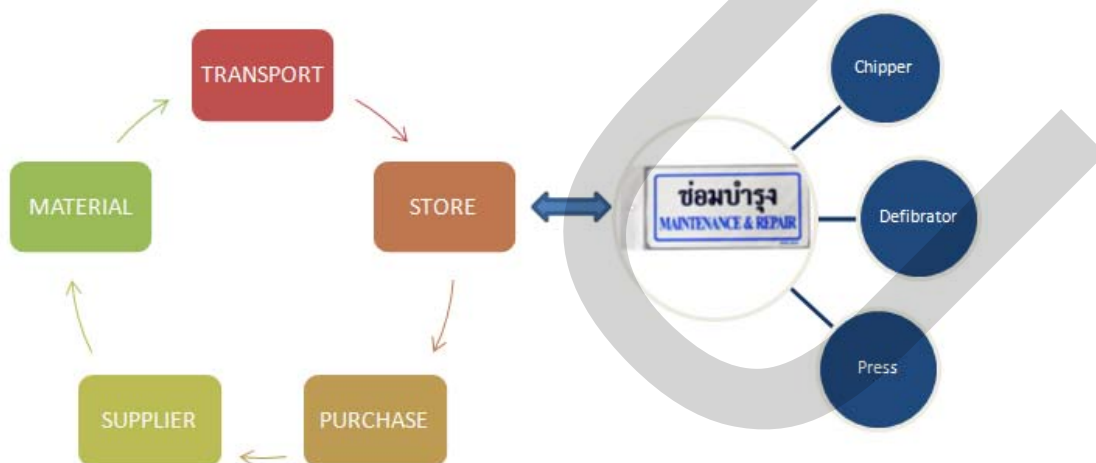 TRANSPORT
MATERIAL
STORE
SUPPLIER
PURCHASE
ซ่อมบำรุง
MAINTENANCE & REPAIR
Chipper
Defibrator
Press